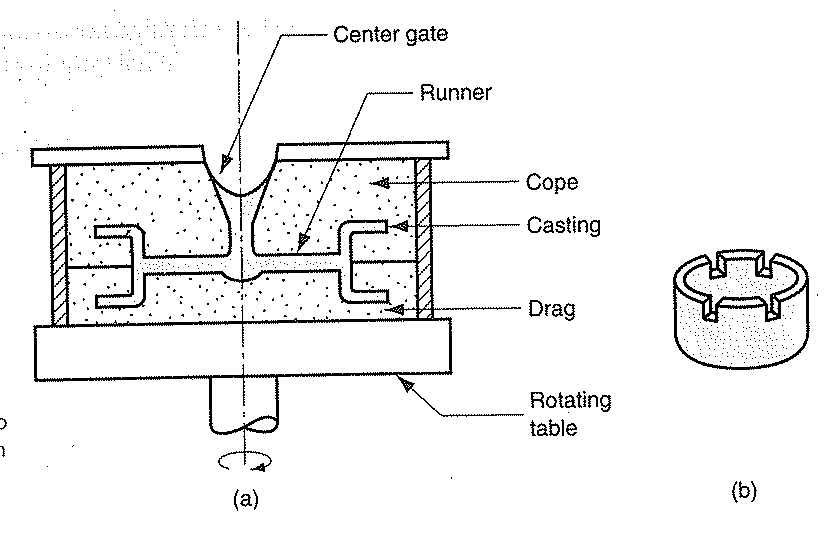 Center gate
Runner
Cope
Casting
Drag
Rotating
table
(a)
(b)